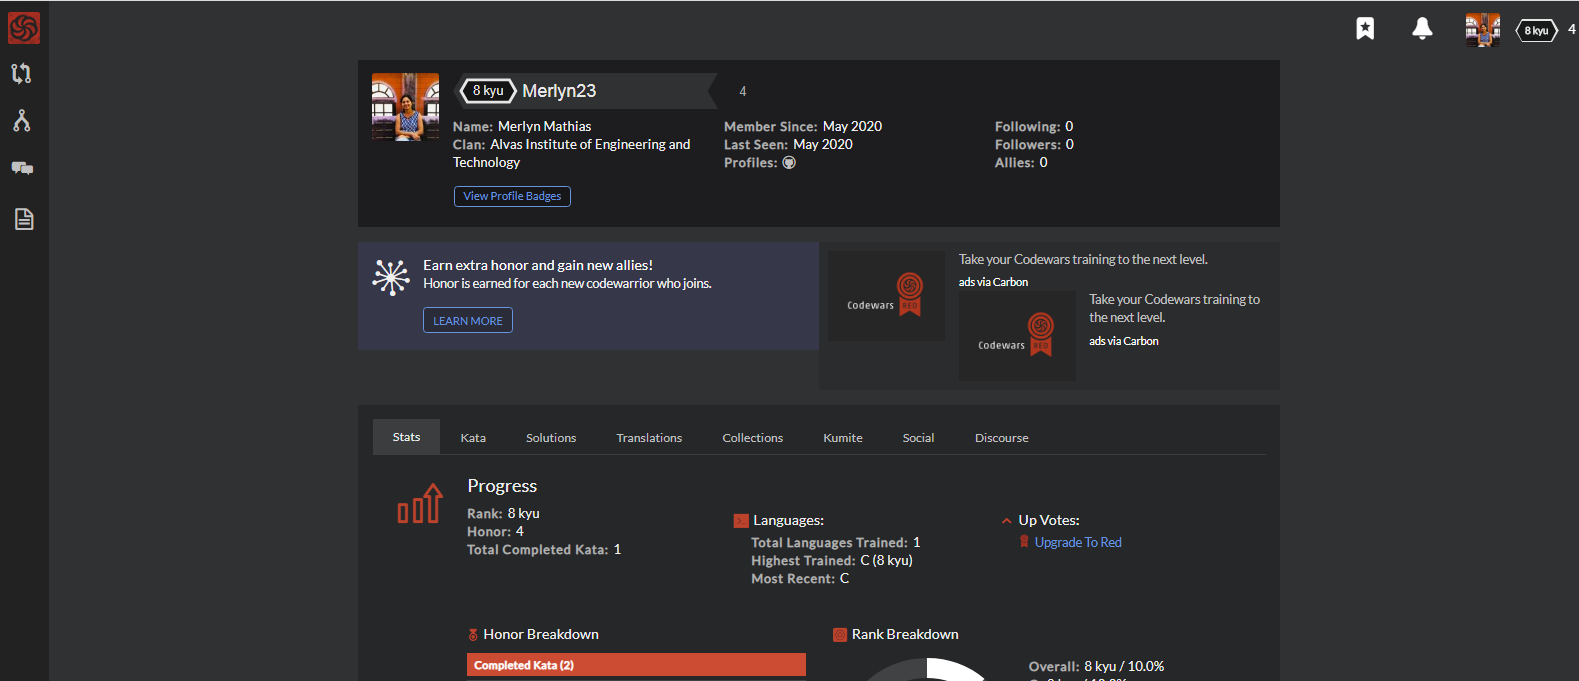 8 kyu 4
8 kyu Merlyn23 4
Name: Merlyn Mathias
Clan: Alvas Institute of Engineering and
Technology
View Profile Badges
Member Since: May 2020
Last Seen: May 2020
Profiles:
Following: 0
Followers: 0
Allies: 0
Earn extra honor and gain new allies!
Honor is earned for each new codewarrior who joins.
LEARN MORE
Codewars RED
Take your Codewars training to the next level.
ads via Carbon
Codewars RED
Take your Codewars training to
the next level.
ads via Carbon
Stats Kata Solutions Translations Collections Kumite Social Discourse
Progress
Rank: 8 kyu
Honor: 4
Total Completed Kata: 1
Languages:
Total Languages Trained: 1
Highest Trained: C (8 kyu)
Most Recent: C
Up Votes:
Upgrade To Red
Honor Breakdown
Completed Kata (2)
Rank Breakdown
Overall: 8 kyu / 10.0%